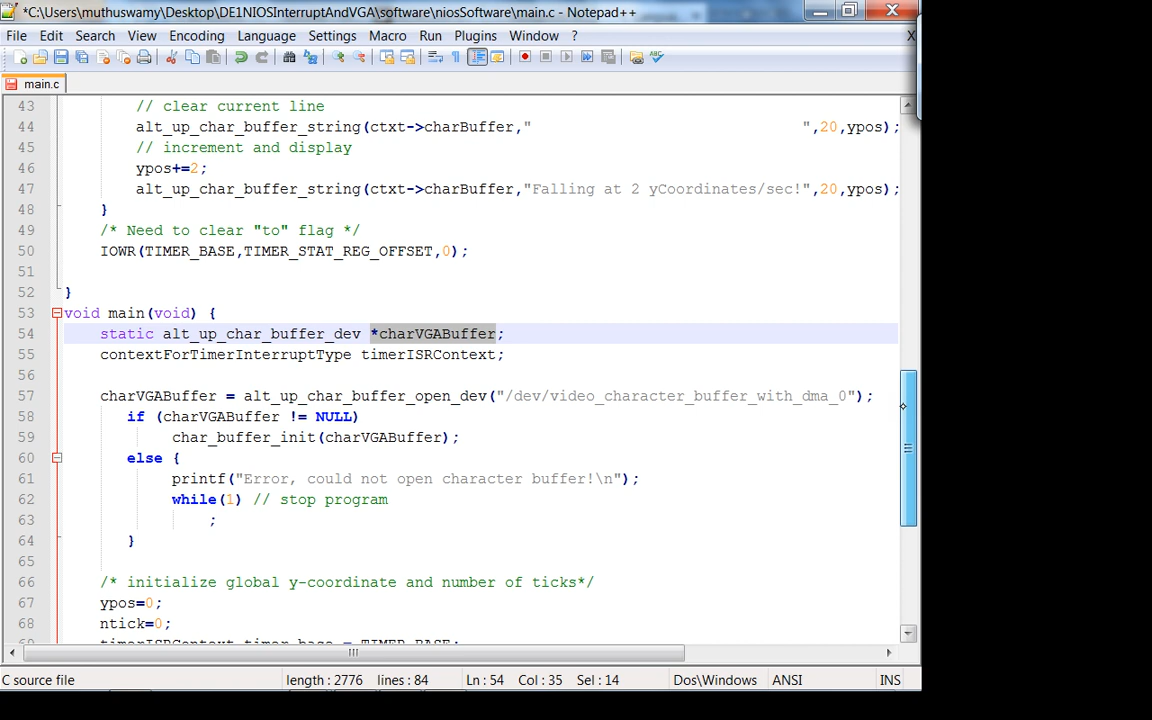 *C:\Users\muthuswamy\Desktop\DE1NIOSInterruptAndVGA\software\niosSoftware\main.c - Notepad++
File Edit Search View Encoding Language Settings Macro Run Plugins Window ? X
main.c
43 // clear current line
44 alt_up_char_buffer_string(ctxt->charBuffer," ",20,ypos);
45 // increment and display
46 ypos+=2;
47 alt_up_char_buffer_string(ctxt->charBuffer,"Falling at 2 yCoordinates/sec!",20,ypos);
48 }
49 /* Need to clear "to" flag */
50 IOWR(TIMER_BASE,TIMER_STAT_REG_OFFSET,0);
51
52 }
53 void main(void) {
54 static alt_up_char_buffer_dev *charVGABuffer;
55 contextForTimerInterruptType timerISRContext;
56
57 charVGABuffer = alt_up_char_buffer_open_dev("/dev/video_character_buffer_with_dma_0");
58 if (charVGABuffer != NULL)
59 char_buffer_init(charVGABuffer);
60 else {
61 printf("Error, could not open character buffer!\n");
62 while(1) // stop program
63 ;
64 }
65
66 /* initialize global y-coordinate and number of ticks*/
67 ypos=0;
68 ntick=0;
69 timerISRContext.timer_base = TIMER_BASE;
C source file length : 2776 lines : 84 Ln : 54 Col : 35 Sel : 14 Dos\Windows ANSI INS